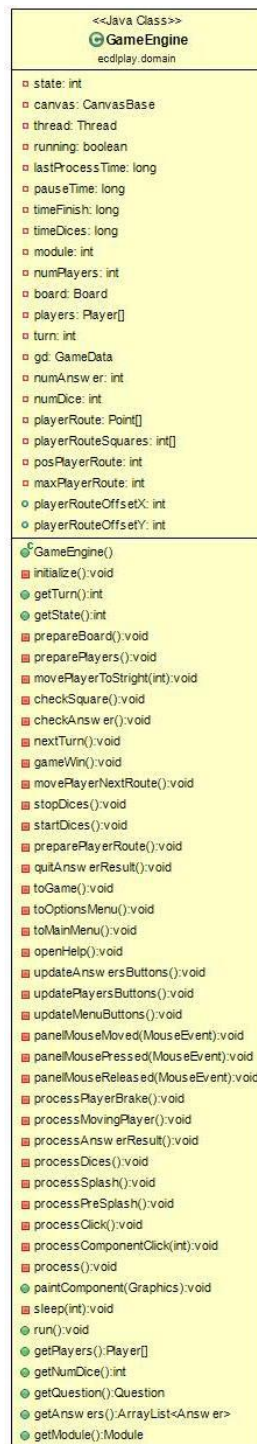 <<Java Class>>
GameEngine
ecdlplay.domain
state: int
canvas: CanvasBase
thread: Thread
running: boolean
lastProcessTime: long
pauseTime: long
timeFinish: long
timeDices: long
module: int
numPlayers: int
board: Board
players: Player[]
turn: int
gd: GameData
numAnswer: int
numDice: int
playerRoute: Point[]
playerRouteSquares: int[]
posPlayerRoute: int
maxPlayerRoute: int
playerRouteOffsetX: int
playerRouteOffsetY: int
GameEngine()
initialize():void
getTurn():int
getState():int
prepareBoard():void
preparePlayers():void
movePlayerToStright(int):void
checkSquare():void
checkAnswer():void
nextTurn():void
gameWin():void
movePlayerNextRoute():void
stopDices():void
startDices():void
preparePlayerRoute():void
quitAnswerResult():void
toGame():void
toOptionsMenu():void
toMainMenu():void
openHelp():void
updateAnswersButtons():void
updatePlayersButtons():void
updateMenuButtons():void
panelMouseMoved(MouseEvent):void
panelMousePressed(MouseEvent):void
panelMouseReleased(MouseEvent):void
processPlayerBrake():void
processMovingPlayer():void
processAnswerResult():void
processDices():void
processSplash():void
processPreSplash():void
processClick():void
processComponentClick(int):void
process():void
paintComponent(Graphics):void
sleep(int):void
run():void
getPlayers():Player[]
getNumDice():int
getQuestion():Question
getAnswers():ArrayList<Answer>
getModule():Module